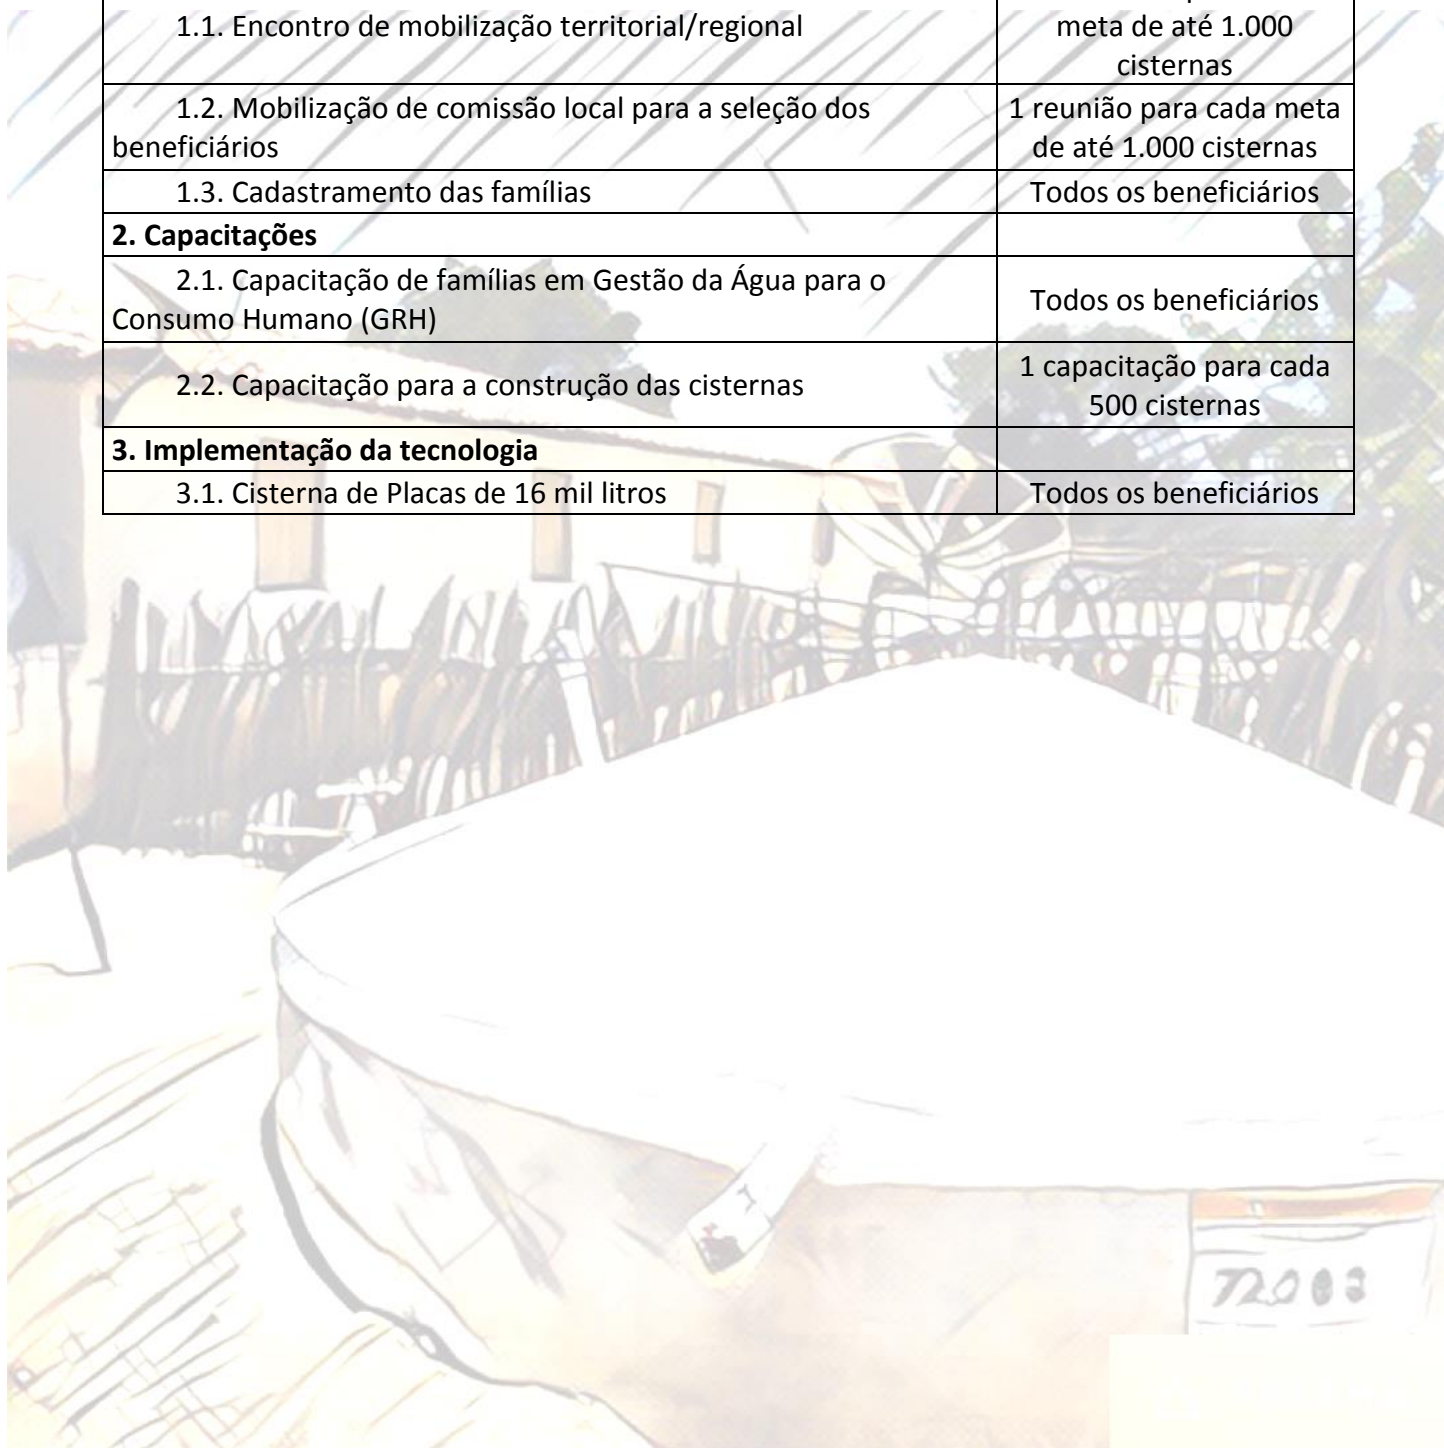 1.1. Encontro de mobilização territorial/regional
meta de até 1.000
cisternas
1.2. Mobilização de comissão local para a seleção dos
beneficiários
1 reunião para cada meta
de até 1.000 cisternas
1.3. Cadastramento das famílias
Todos os beneficiários
2. Capacitações
2.1. Capacitação de famílias em Gestão da Água para o
Consumo Humano (GRH)
Todos os beneficiários
2.2. Capacitação para a construção das cisternas
1 capacitação para cada
500 cisternas
3. Implementação da tecnologia
3.1. Cisterna de Placas de 16 mil litros
Todos os beneficiários